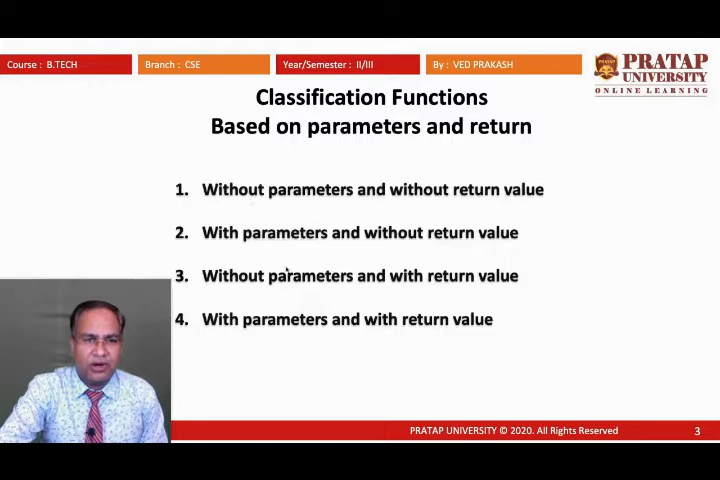 Course : B.TECH
Branch : CSE
Year/Semester : II/III
By : VED PRAKASH
PRATAP
PRATAP
UNIVERSITY
ONLINE LEARNING
Classification Functions
Based on parameters and return
1. Without parameters and without return value
2. With parameters and without return value
3. Without parameters and with return value
4. With parameters and with return value
PRATAP UNIVERSITY © 2020. All Rights Reserved
3